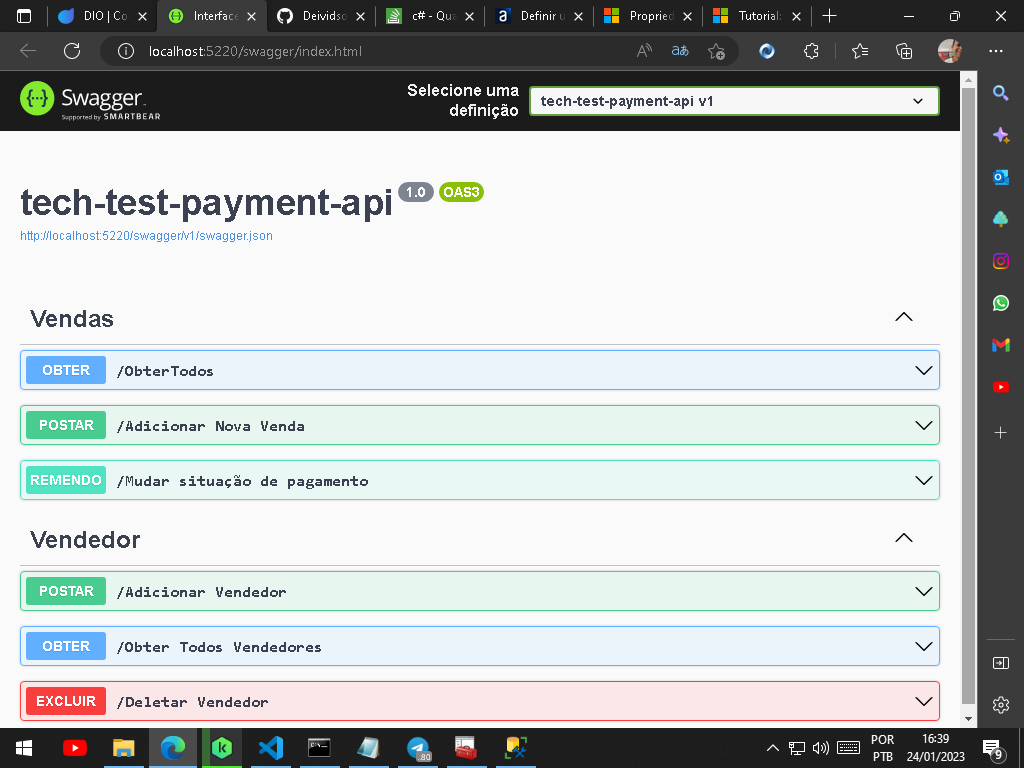 DIO | Co
Interface
Deividso
c# - Qua
Definir u
Propried
Tutorial:
localhost:5220/swagger/index.html
Swagger
Supported by SMARTBEAR
Selecione uma
definição
tech-test-payment-api v1
tech-test-payment-api 1.0 OAS3
http://localhost:5220/swagger/v1/swagger.json
Vendas
OBTER /ObterTodos
POSTAR /Adicionar Nova Venda
REMENDO /Mudar situação de pagamento
Vendedor
POSTAR /Adicionar Vendedor
OBTER /Obter Todos Vendedores
EXCLUIR /Deletar Vendedor
80
POR
PTB
16:39
24/01/2023
9